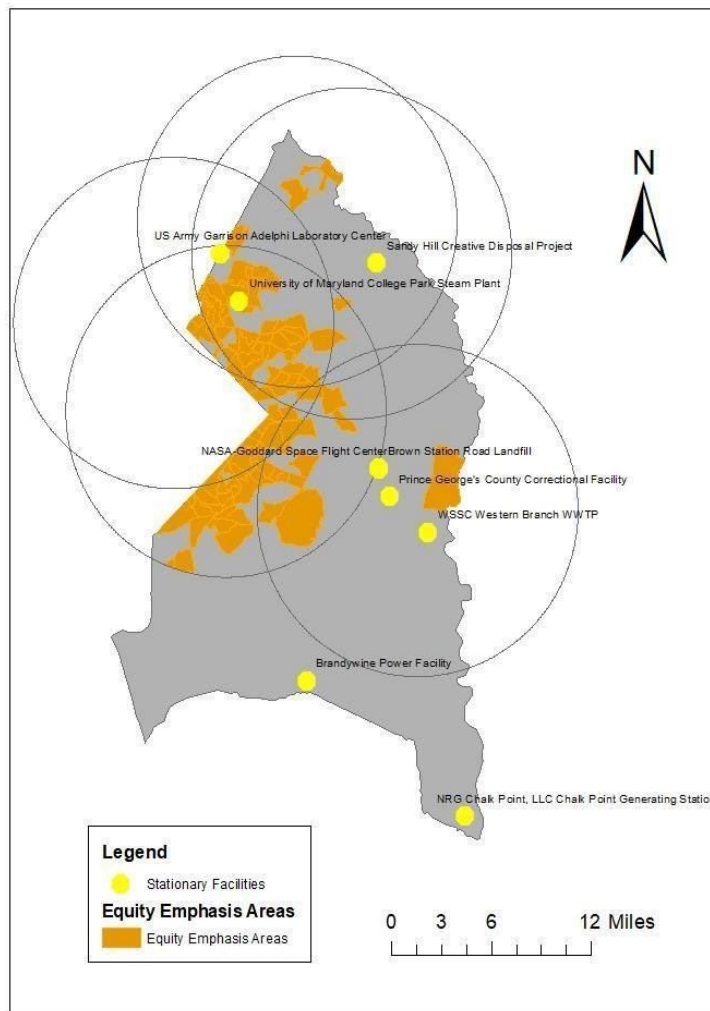 N
US Army Garrison Adelphi Laboratory Center
Sandy Hill Creative Disposal Project
University of Maryland College Park Steam Plant
NASA-Goddard Space Flight Center
Brown Station Road Landfill
Prince George's County Correctional Facility
WSSC Western Branch WWTP
Brandywine Power Facility
NRG Chalk Point, LLC Chalk Point Generating Statio
Legend
Stationary Facilities
Equity Emphasis Areas
Equity Emphasis Areas
0 3 6 12 Miles